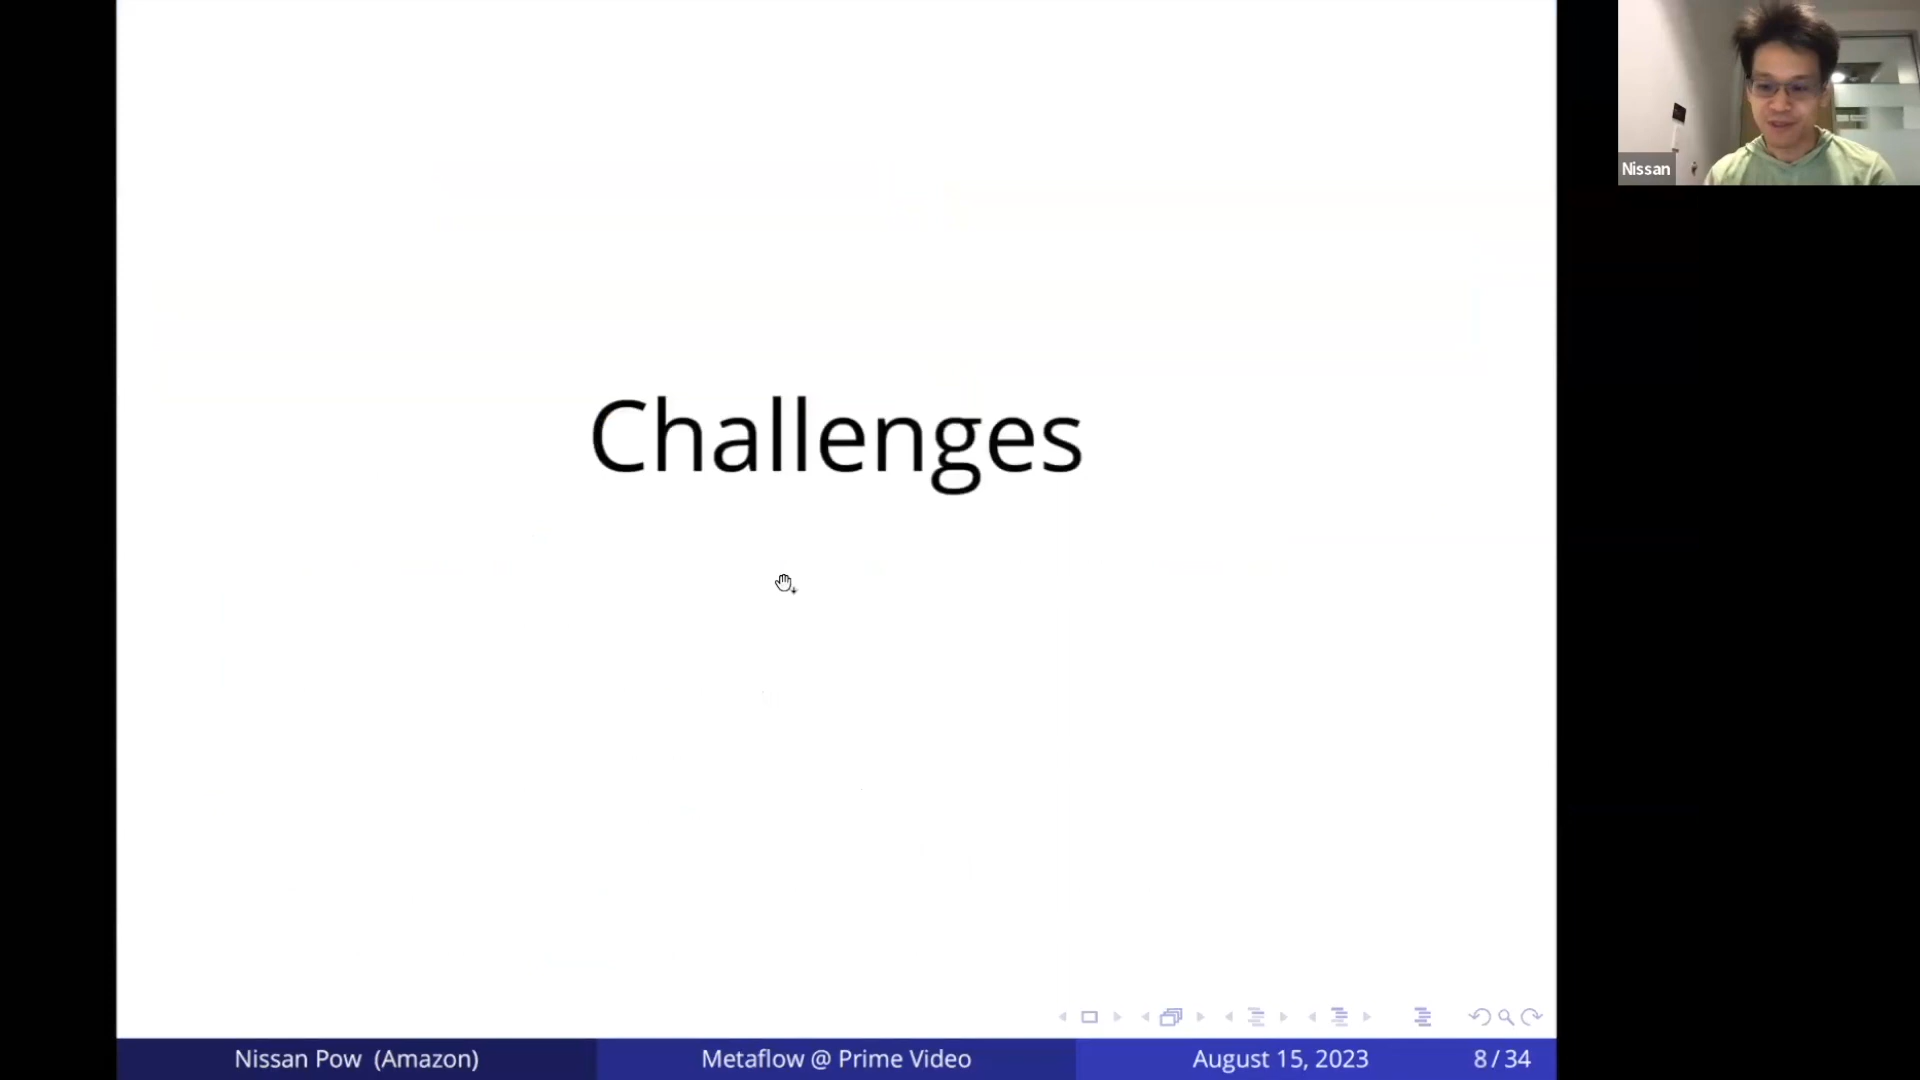 Nissan
Challenges
Nissan Pow (Amazon)
Metaflow @ Prime Video
August 15, 2023
8 / 34